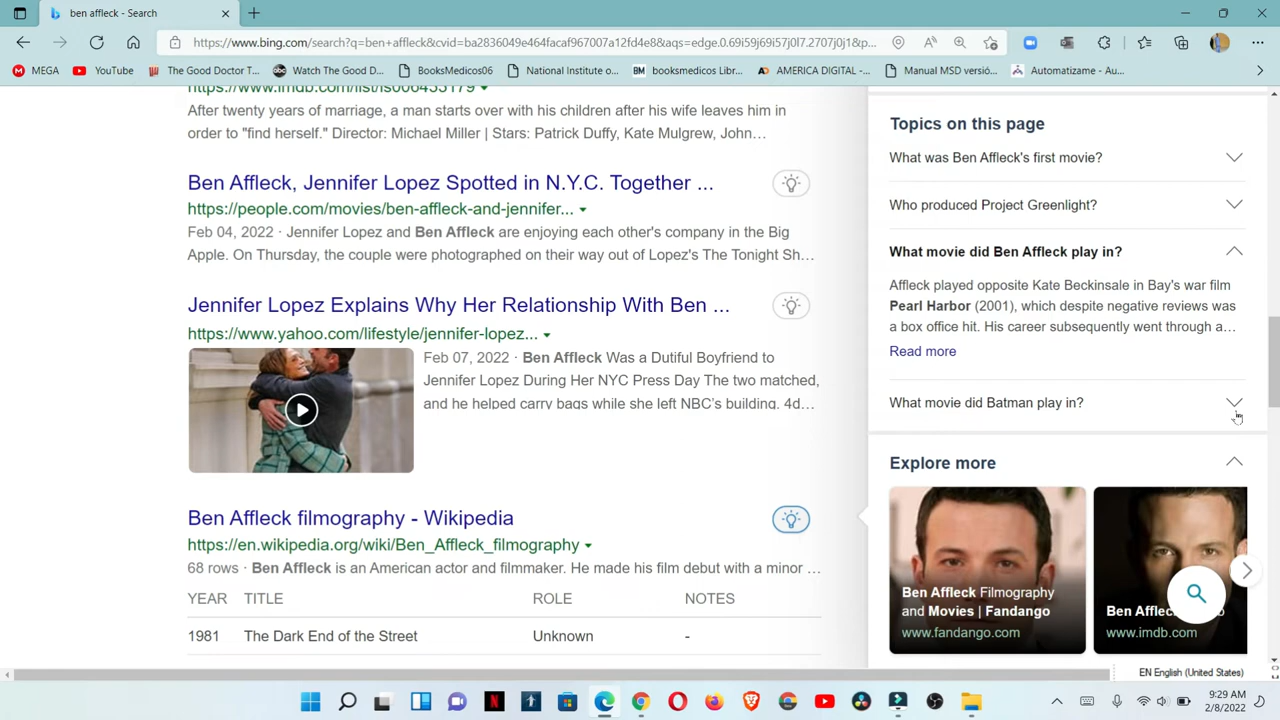 ben affleck - Search
https://www.bing.com/search?q=ben+affleck&cvid=ba2836049e464facaf967007a12fd4e8&aqs=edge.0.69i59j69i57j0l7.2707j0j1&p...
MEGA
YouTube
The Good Doctor T...
Watch The Good D...
BooksMedicos06
National Institute o...
booksmedicos Libr...
AMERICA DIGITAL -...
Manual MSD versió...
Automatizame - Au...
https://www.imdb.com/list/ls006455179
After twenty years of marriage, a man starts over with his children after his wife leaves him in
order to "find herself." Director: Michael Miller | Stars: Patrick Duffy, Kate Mulgrew, John…
Ben Affleck, Jennifer Lopez Spotted in N.Y.C. Together ...
https://people.com/movies/ben-affleck-and-jennifer...
Feb 04, 2022 · Jennifer Lopez and Ben Affleck are enjoying each other's company in the Big
Apple. On Thursday, the couple were photographed on their way out of Lopez's The Tonight Sh…
Jennifer Lopez Explains Why Her Relationship With Ben ...
https://www.yahoo.com/lifestyle/jennifer-lopez...
Feb 07, 2022 · Ben Affleck Was a Dutiful Boyfriend to
Jennifer Lopez During Her NYC Press Day The two matched,
and he helped carry bags while she left NBC's building. 4d…
Ben Affleck filmography - Wikipedia
https://en.wikipedia.org/wiki/Ben_Affleck_filmography
68 rows · Ben Affleck is an American actor and filmmaker. He made his film debut with a minor …
YEAR TITLE ROLE NOTES
1981 The Dark End of the Street Unknown -
Topics on this page
What was Ben Affleck's first movie?
Who produced Project Greenlight?
What movie did Ben Affleck play in?
Affleck played opposite Kate Beckinsale in Bay's war film
Pearl Harbor (2001), which despite negative reviews was
a box office hit. His career subsequently went through a…
Read more
What movie did Batman play in?
Explore more
Ben Affleck Filmography
and Movies | Fandango
www.fandango.com
www.imdb.com
EN English (United States)
9:29 AM
2/8/2022